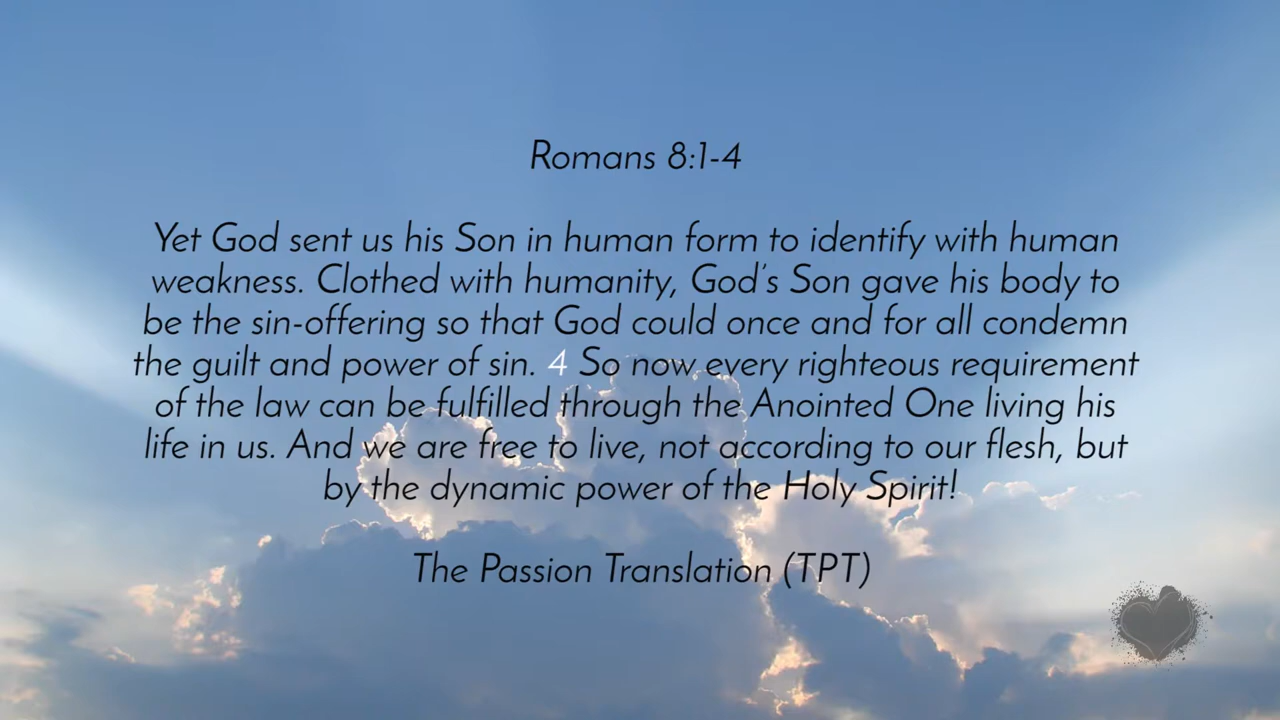 Romans 8:1-4
Yet God sent us his Son in human form to identify with human
weakness. Clothed with humanity, God's Son gave his body to
be the sin-offering so that God could once and for all condemn
the guilt and power of sin. 4 So now every righteous requirement
of the law can be fulfilled through the Anointed One living his
life in us. And we are free to live, not according to our flesh, but
by the dynamic power of the Holy Spirit!
The Passion Translation (TPT)